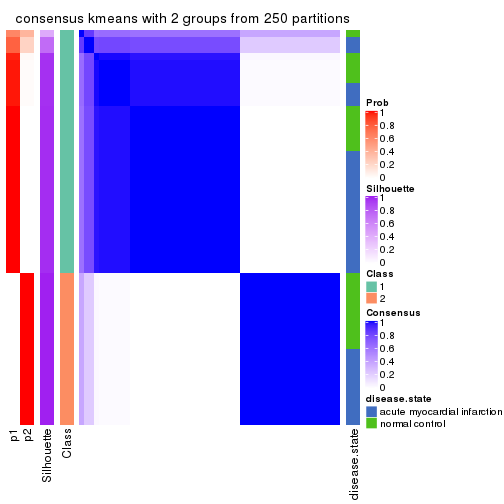 consensus kmeans with 2 groups from 250 partitions
Prob
1
0.8
0.6
0.4
0.2
0
Silhouette
1
0.8
0.6
0.4
0.2
0
Class
1
2
Consensus
1
0.8
0.6
0.4
0.2
0
disease.state
acute myocardial infarction
normal control
p1
p2
Silhouette
Class
disease.state